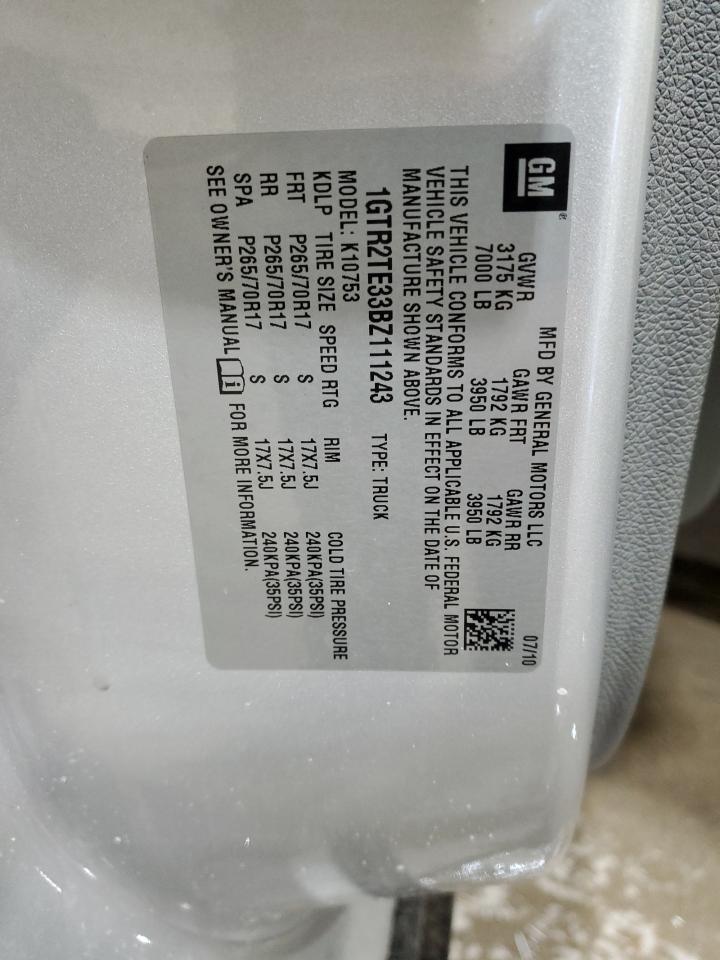 GM
®
MFD BY GENERAL MOTORS LLC 07/10
GVWR GAWR FRT GAWR RR
3175 KG 1792 KG 1792 KG
7000 LB 3950 LB 3950 LB
THIS VEHICLE CONFORMS TO ALL APPLICABLE U.S. FEDERAL MOTOR
VEHICLE SAFETY STANDARDS IN EFFECT ON THE DATE OF
MANUFACTURE SHOWN ABOVE.
1GTR2TE33BZ111243 TYPE: TRUCK
MODEL: K10753
KDLP TIRE SIZE SPEED RTG RIM COLD TIRE PRESSURE
FRT P265/70R17 S 17X7.5J 240KPA(35PSI)
RR P265/70R17 S 17X7.5J 240KPA(35PSI)
SPA P265/70R17 S 17X7.5J 240KPA(35PSI)
SEE OWNER'S MANUAL i FOR MORE INFORMATION.